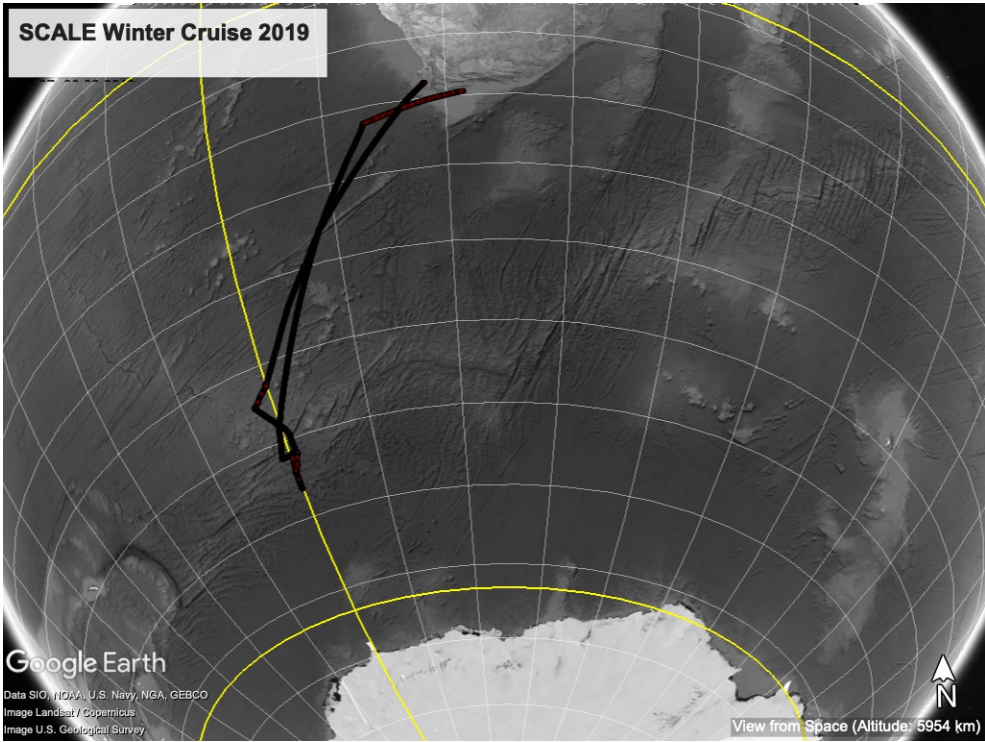 SCALE Winter Cruise 2019
Google Earth
Data SIO, NOAA, U.S. Navy, NGA, GEBCO
Image Landsat / Copernicus
Image U.S. Geological Survey
N
View from Space (Altitude: 5954 km)